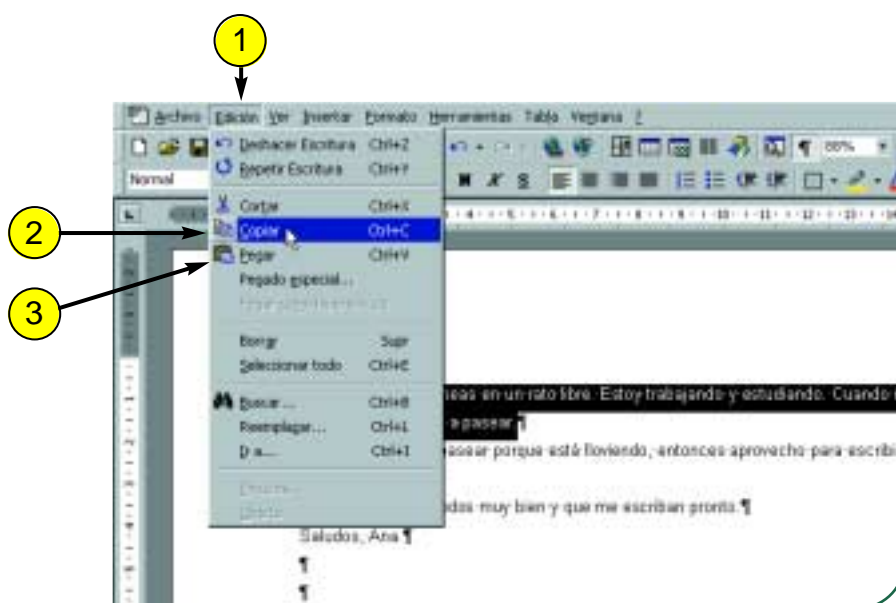 1
Archivo Edición Ver Insertar Formato Herramientas Tabla Ventana ?
Deshacer Escritura Ctrl+Z
88%
Repetir Escritura Ctrl+Y
Normal
N K S
Cortar Ctrl+X
2
Copiar Ctrl+C
Pegar Ctrl+V
3
Pegado especial...
Borrar Supr
Seleccionar todo Ctrl+E
eas en un rato libre. Estoy trabajando y estudiando. Cuando
Buscar... Ctrl+B
a pasear.¶
Reemplazar... Ctrl+L
Ir a... Ctrl+I
asear porque está lloviendo, entonces aprovecho para escribi
dos muy bien y que me escriban pronto.¶
Saludos, Ana¶
¶
¶